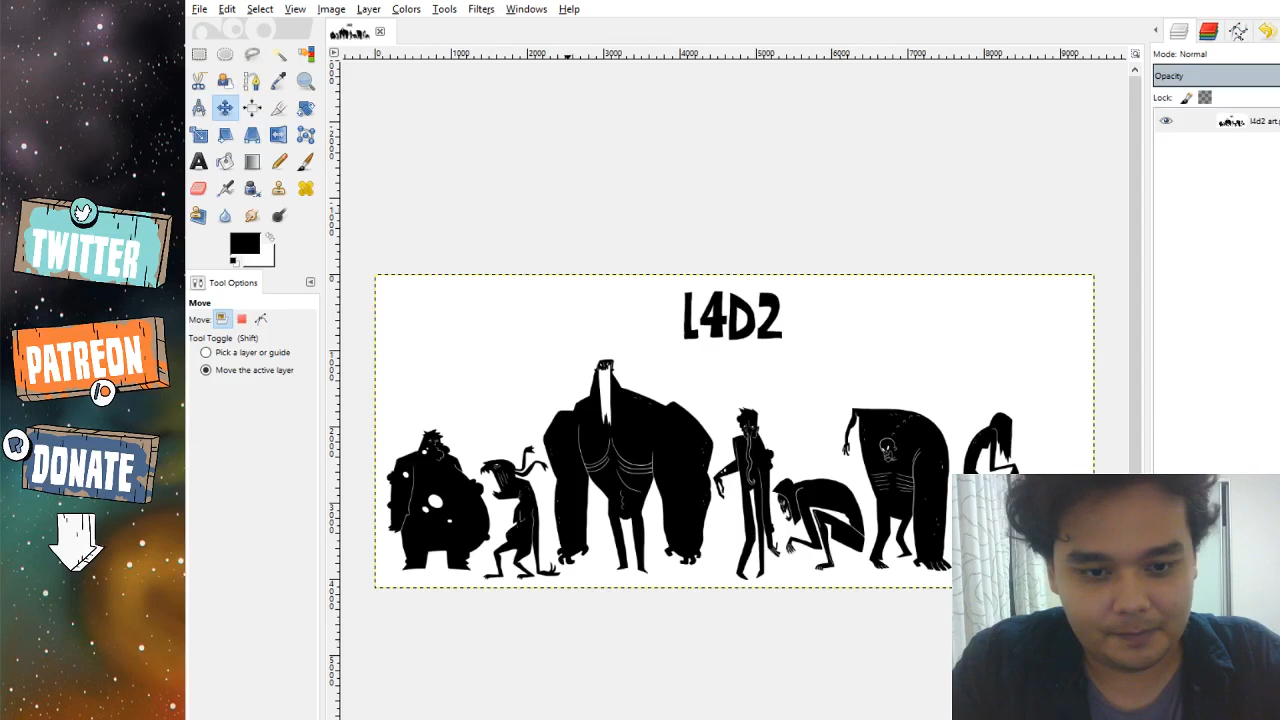 File Edit Select View Image Layer Colors Tools Filters Windows Help
0 1000 2000 3000 4000 5000 6000 7000 8000 9000
Mode: Normal
Opacity
Lock:
l4d2 art.
Tool Options
Move
Move:
Tool Toggle (Shift)
Pick a layer or guide
Move the active layer
TWITTER
PATREON
DONATE
L4D2